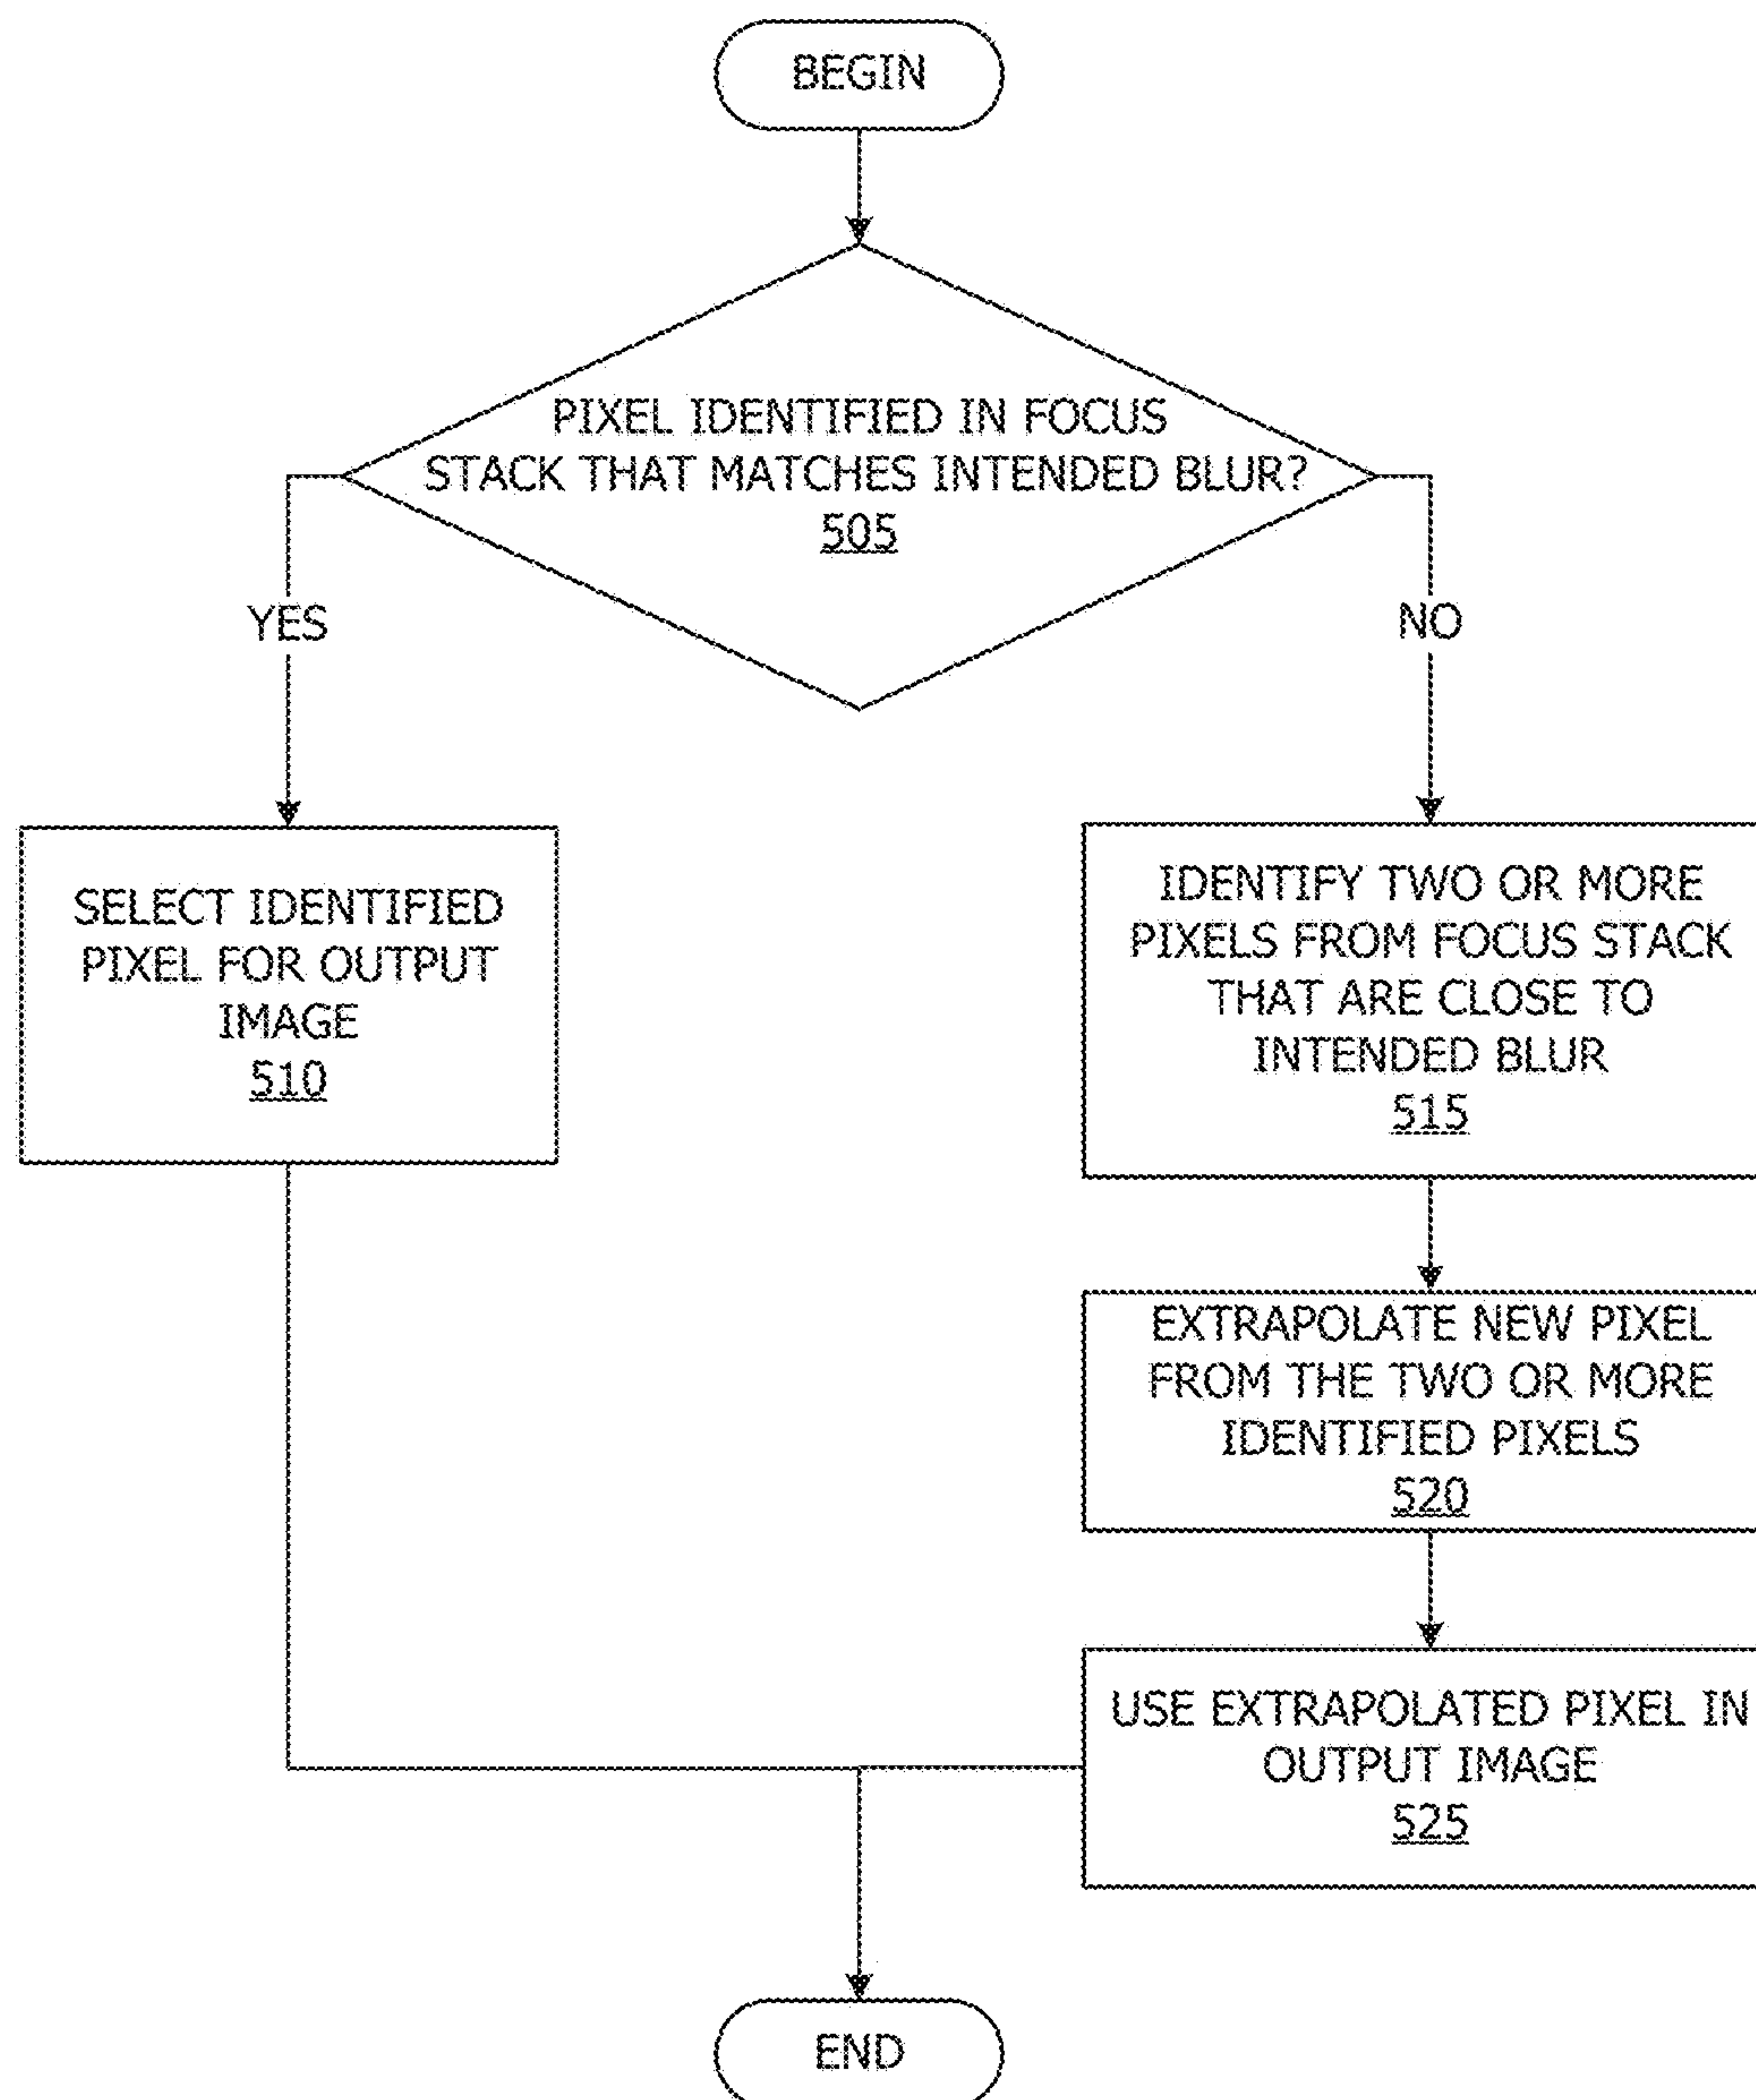 BEGIN
PIXEL IDENTIFIED IN FOCUS
STACK THAT MATCHES INTENDED BLUR?
505
YES
NO
SELECT IDENTIFIED
PIXEL FOR OUTPUT
IMAGE
510
IDENTIFY TWO OR MORE
PIXELS FROM FOCUS STACK
THAT ARE CLOSE TO
INTENDED BLUR
515
EXTRAPOLATE NEW PIXEL
FROM THE TWO OR MORE
IDENTIFIED PIXELS
520
USE EXTRAPOLATED PIXEL IN
OUTPUT IMAGE
525
END